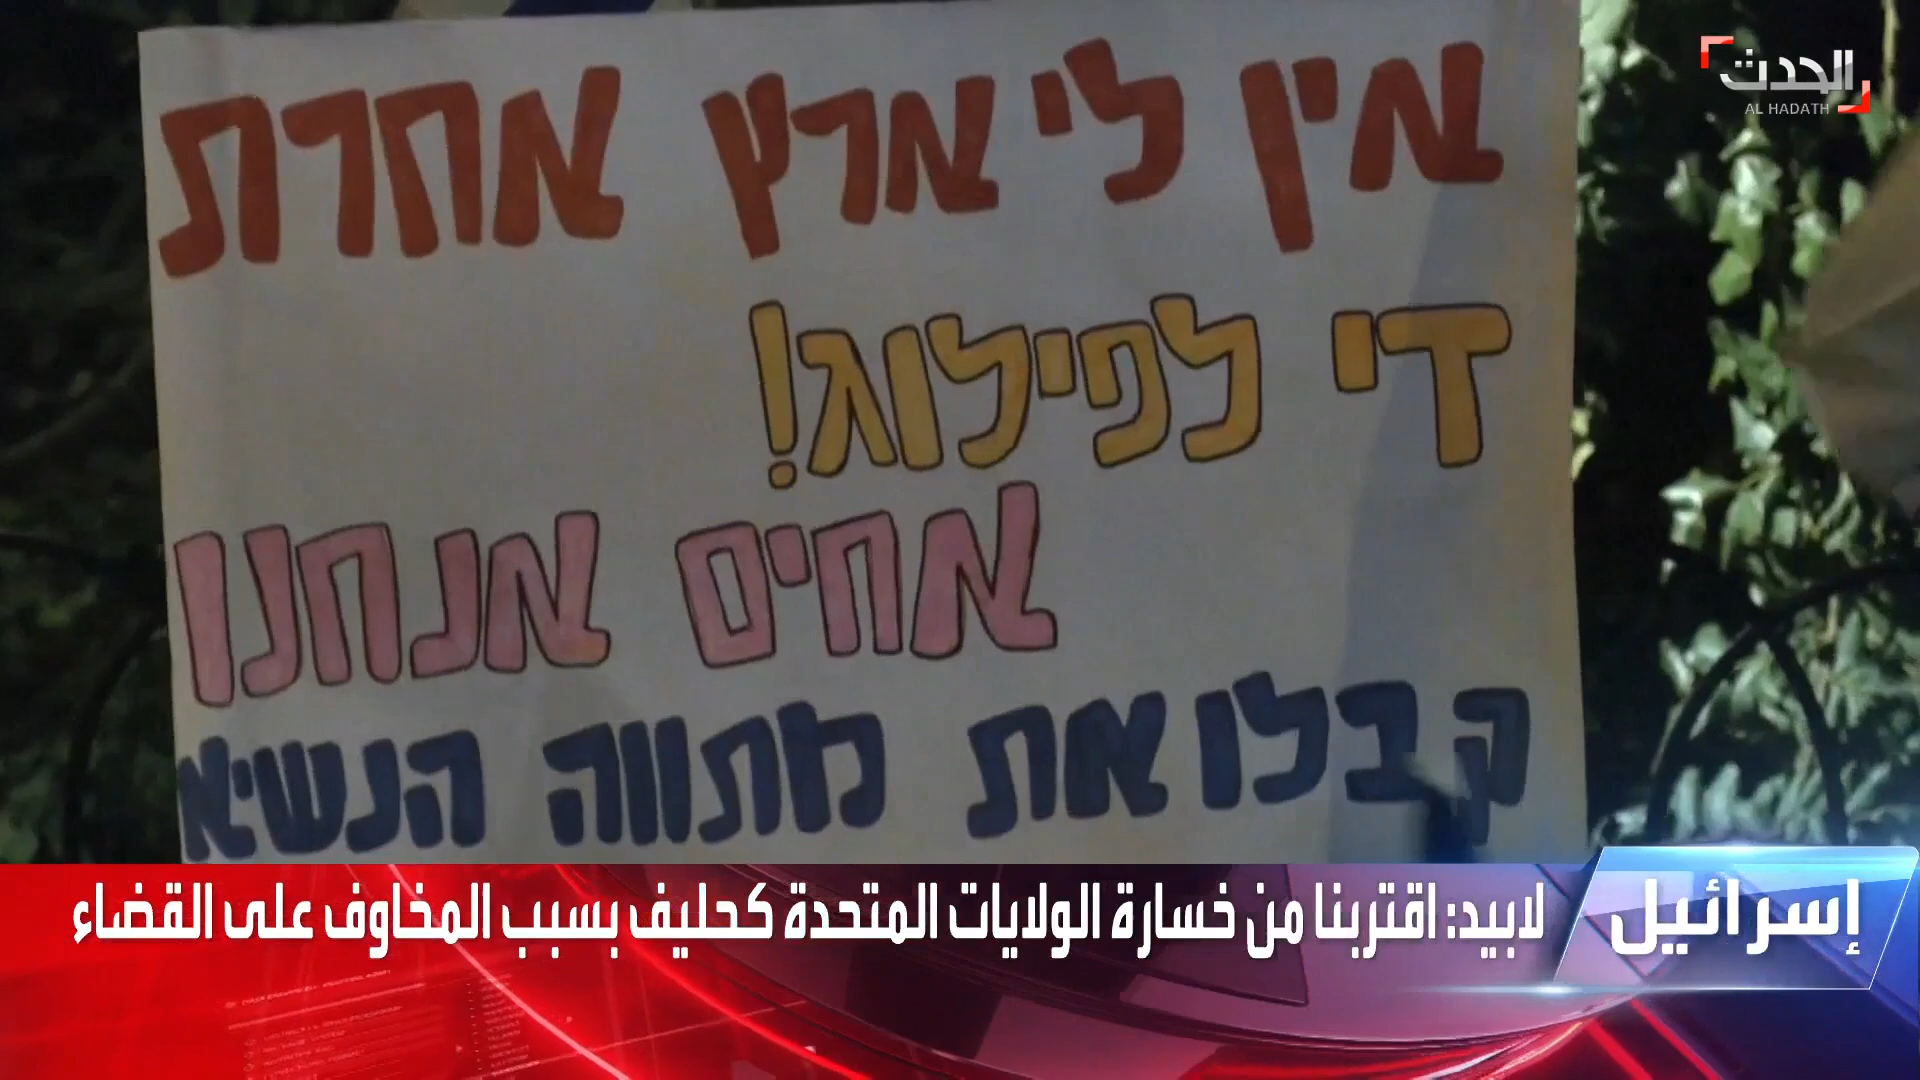 الحدث
AL HADATH
אין לי ארץ אחרת
די לפילוג!
אחים אנחנו
קבלו את מתווה הנשיא
إسرائيل
لابيد: اقتربنا من خسارة الولايات المتحدة كحليف بسبب المخاوف على القضاء